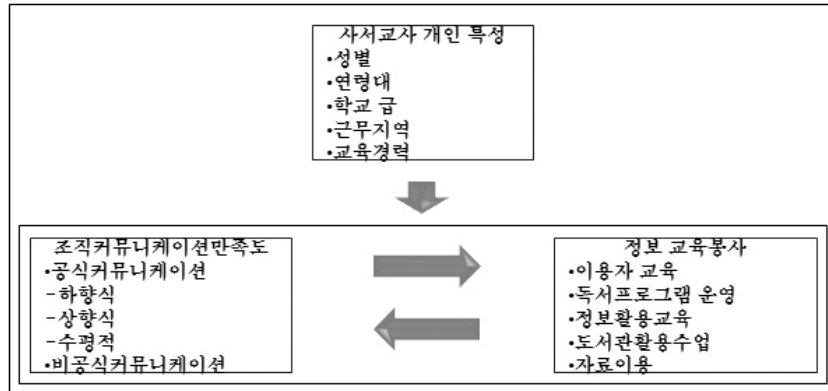 사서교사 개인 특성
•성별
•연령대
•학교 급
•근무지역
•교육경력
조직커뮤니케이션만족도
•공식커뮤니케이션
-하향식
-상향식
-수평적
•비공식커뮤니케이션
정보 교육봉사
•이용자 교육
•독서프로그램 운영
•정보활용교육
•도서관활용수업
•자료이용